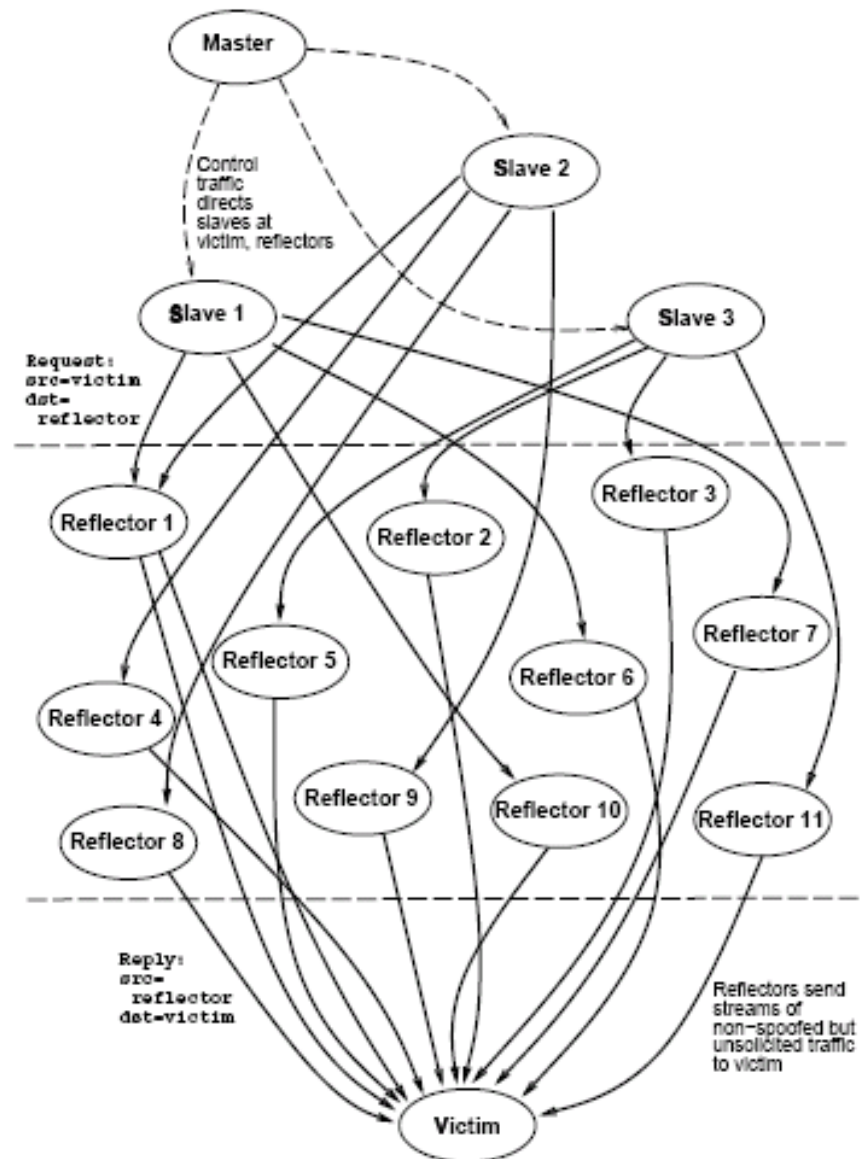 Master
Slave 2
Control
traffic
directs
slaves at
victim, reflectors
Slave 1
Slave 3
Request:
src=victim
dst=
reflector
Reflector 1
Reflector 2
Reflector 3
Reflector 4
Reflector 5
Reflector 6
Reflector 7
Reflector 8
Reflector 9
Reflector 10
Reflector 11
Reply:
src=
reflector
dst=victim
Reflectors send
streams of
non-spoofed but
unsolicited traffic
to victim
Victim